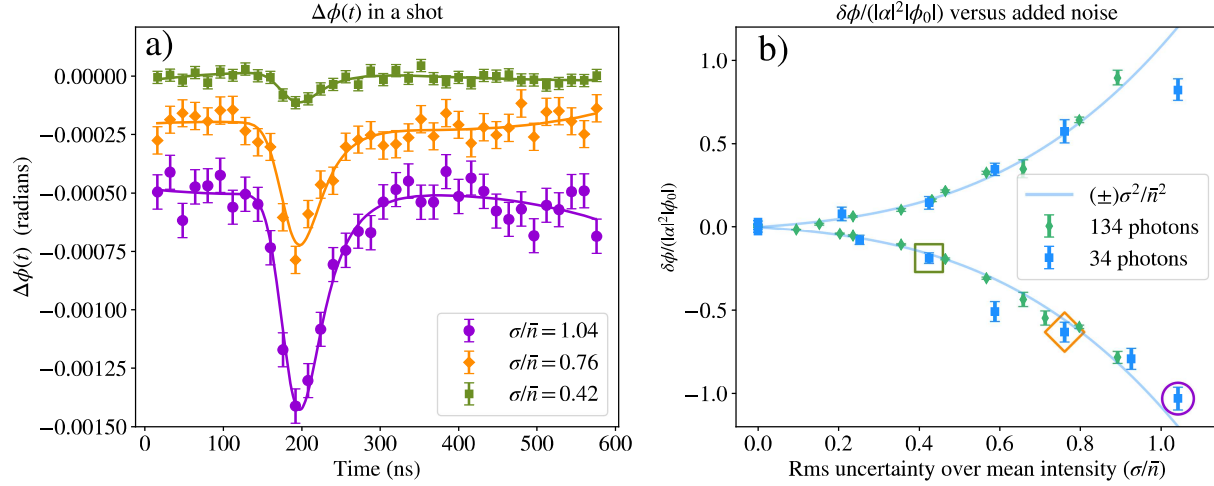 Δϕ(t) in a shot
a)
0.00000
−0.00025
−0.00050
−0.00075
−0.00100
−0.00125
−0.00150
Δϕ(t) (radians)
0 100 200 300 400 500 600
Time (ns)
σ/n̄ = 1.04
σ/n̄ = 0.76
σ/n̄ = 0.42
δϕ/(|α|²|ϕ₀|) versus added noise
b)
1.0
0.5
0.0
−0.5
−1.0
δϕ/(|α|²|ϕ₀|)
0.0 0.2 0.4 0.6 0.8 1.0
Rms uncertainty over mean intensity (σ/n̄)
(±)σ²/n̄²
134 photons
34 photons